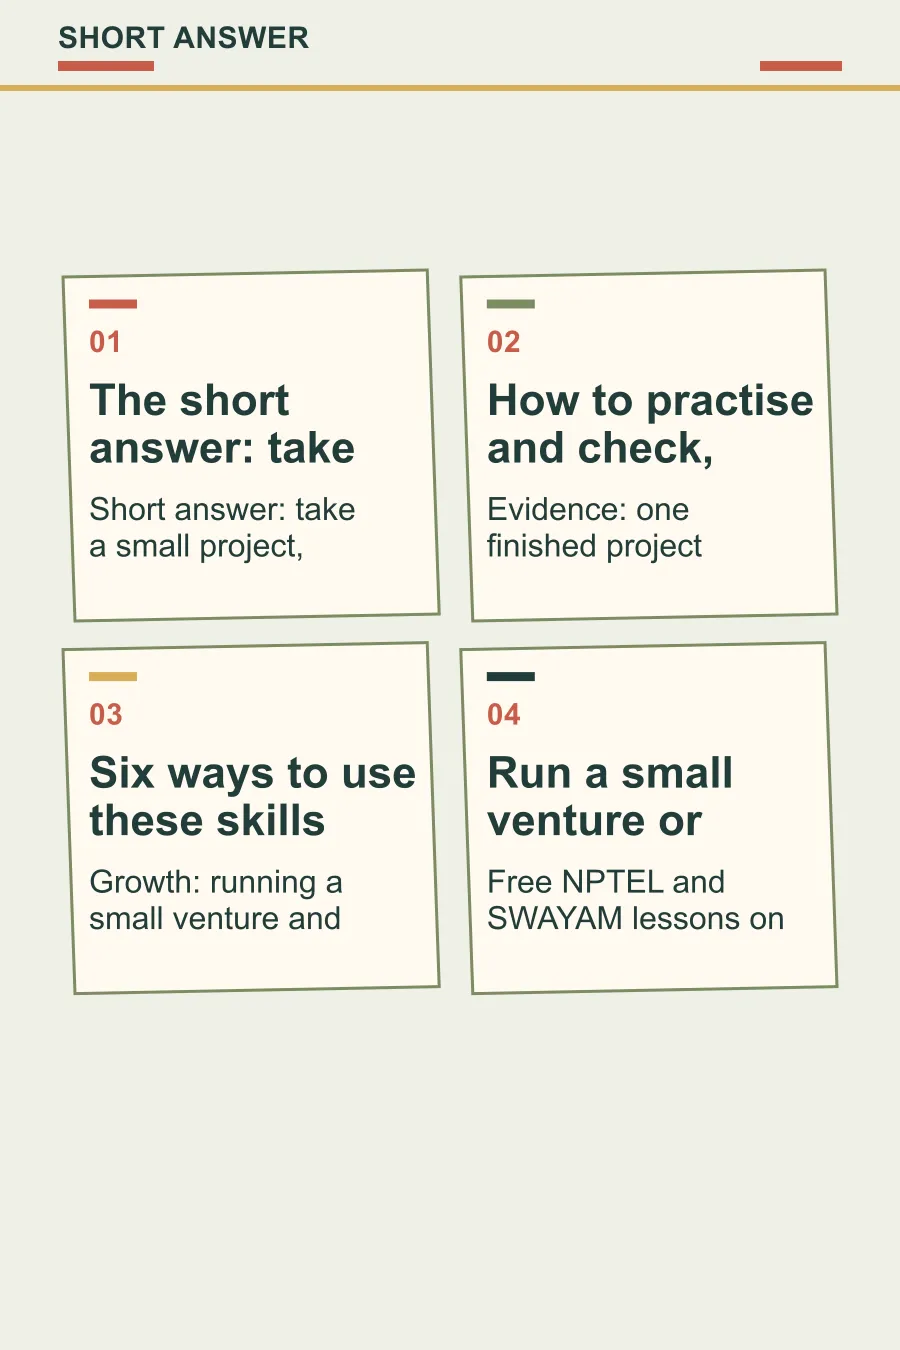 SHORT ANSWER
01
The short
answer: take
Short answer: take
a small project,
02
How to practise
and check,
Evidence: one
finished project
03
Six ways to use
these skills
Growth: running a
small venture and
04
Run a small
venture or
Free NPTEL and
SWAYAM lessons on